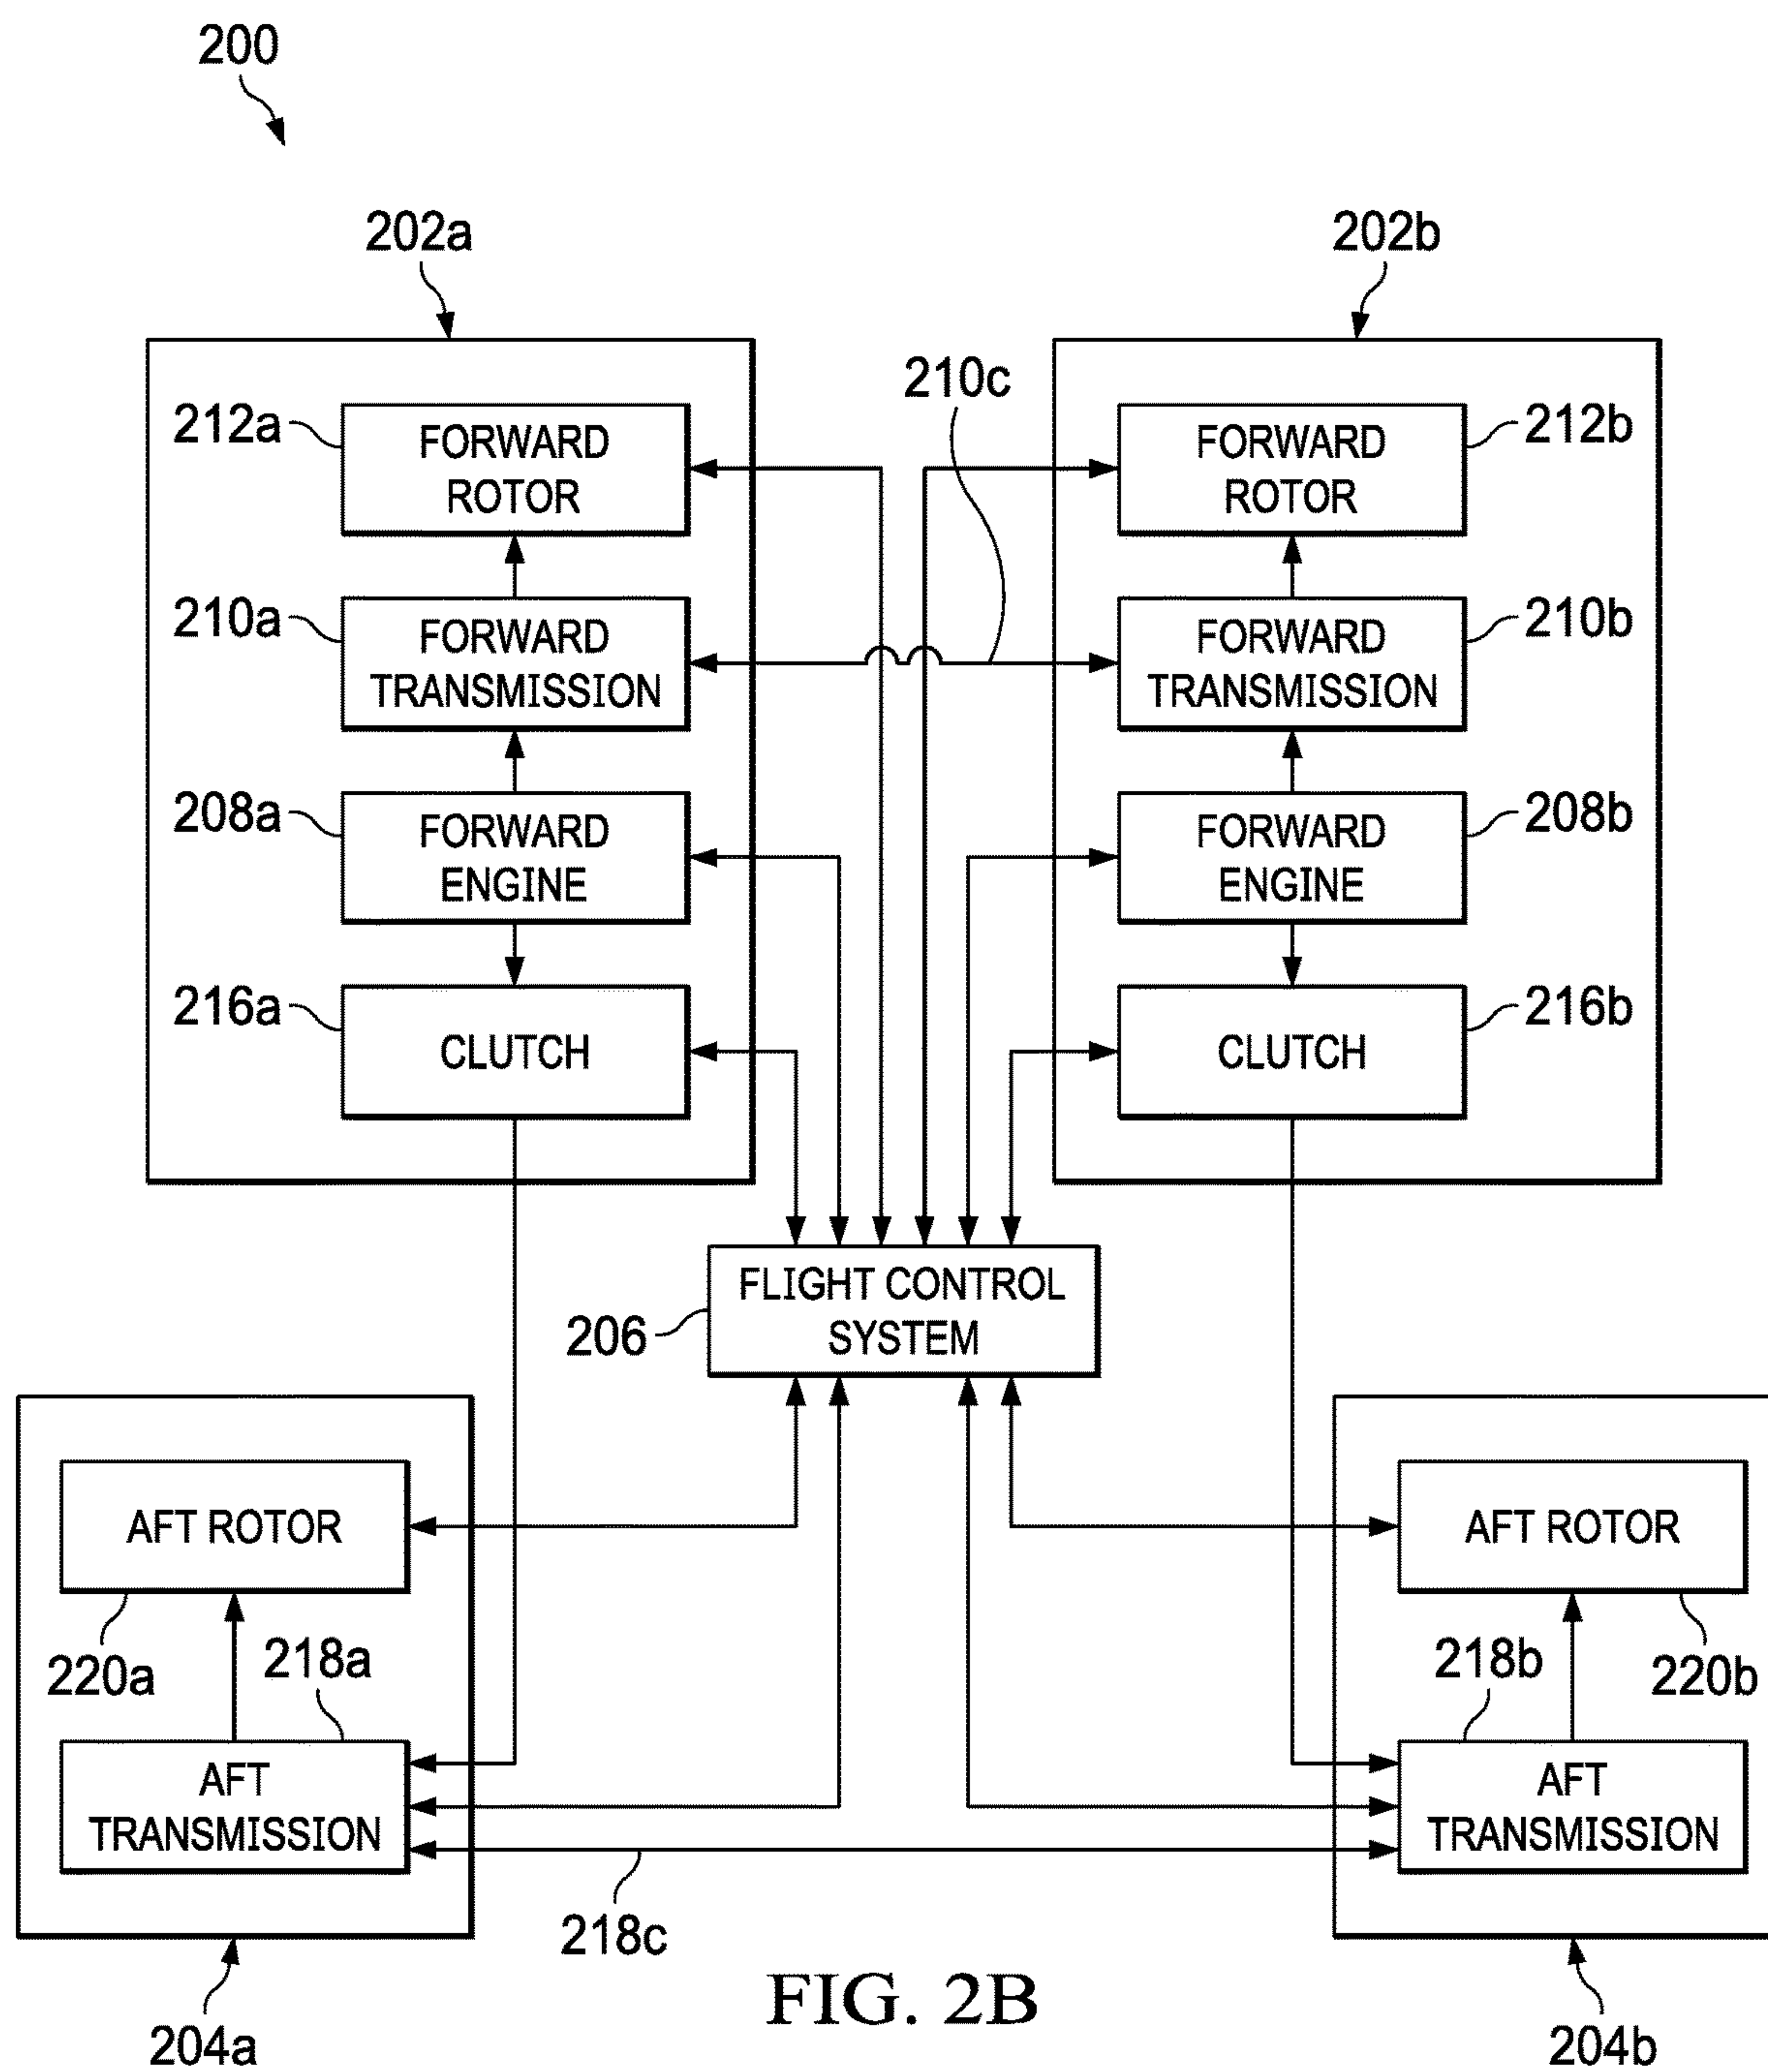 200
202a
202b
210c
212a
FORWARD
ROTOR
FORWARD
ROTOR
212b
210a
FORWARD
TRANSMISSION
FORWARD
TRANSMISSION
210b
208a
FORWARD
ENGINE
FORWARD
ENGINE
208b
216a
CLUTCH
CLUTCH
216b
FLIGHT CONTROL
SYSTEM
206
AFT ROTOR
AFT ROTOR
220a
218a
218b
220b
AFT
TRANSMISSION
AFT
TRANSMISSION
218c
FIG. 2B
204a
204b